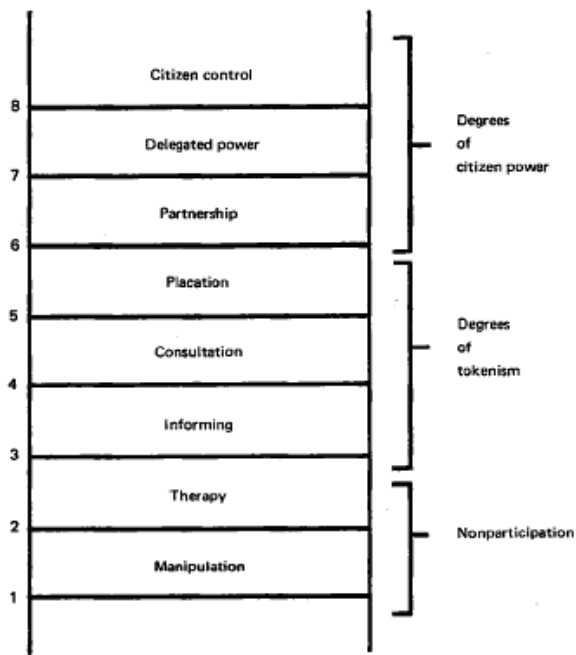 Citizen control
8
Delegated power
7
Partnership
6
Placation
5
Consultation
4
Informing
3
Therapy
2
Manipulation
1
Degrees
of
citizen power
Degrees
of
tokenism
Nonparticipation